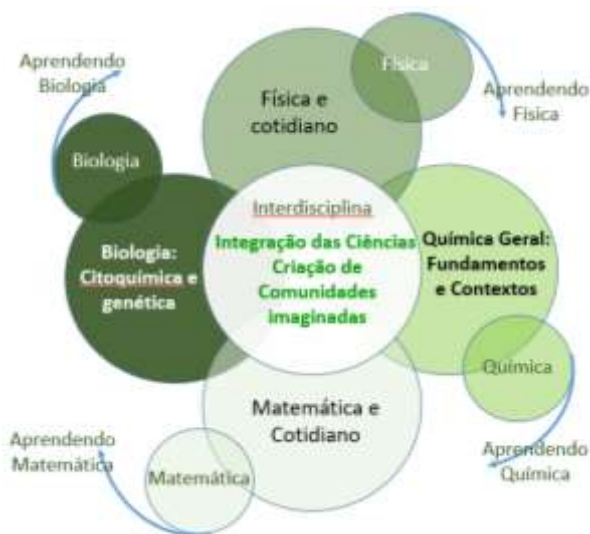 Aprendendo
Biologia
Física
Aprendendo
Física
Física e
cotidiano
Biologia
Interdisciplina
Integração das Ciências
Criação de
Comunidades
imaginadas
Biologia:
Citoquímica e
genética
Química Geral:
Fundamentos
e Contextos
Química
Matemática e
Cotidiano
Aprendendo
Matemática
Matemática
Aprendendo
Química